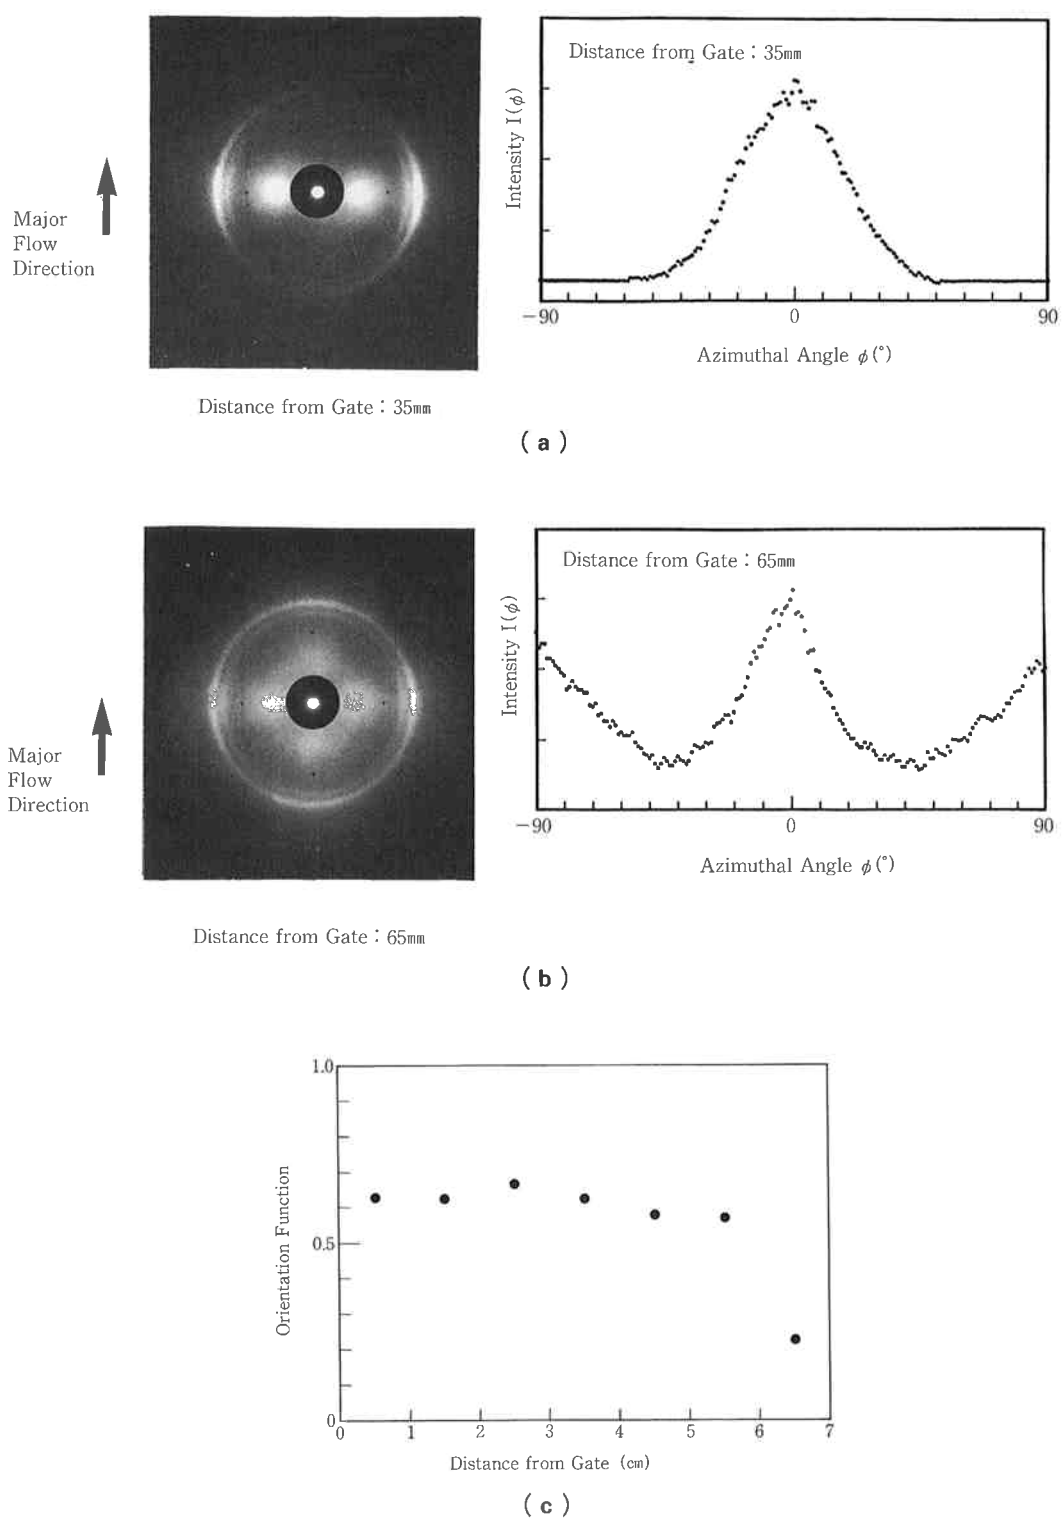 Distance from Gate：35㎜
Intensity I(φ)
Major
Flow
Direction
−90
0
90
Azimuthal Angle φ(°)
Distance from Gate：35㎜
(a)
Distance from Gate：65㎜
Intensity I(φ)
Major
Flow
Direction
−90
0
90
Azimuthal Angle φ(°)
Distance from Gate：65㎜
(b)
1.0
Orientation Function
0.5
0
0
1
2
3
4
5
6
7
Distance from Gate (㎝)
(c)